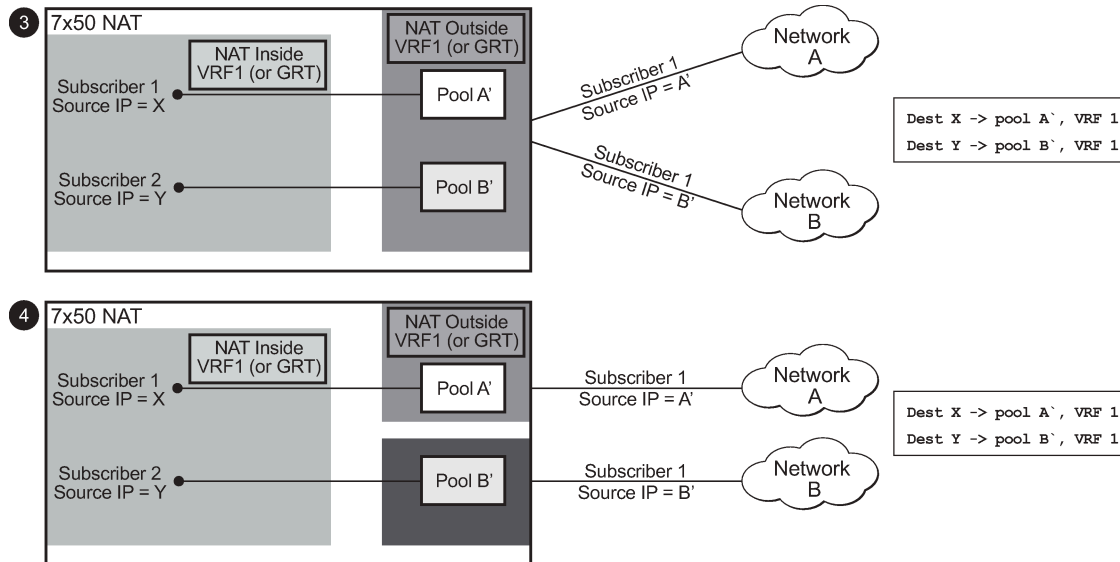 3
7x50 NAT
NAT Inside
VRF1 (or GRT)
NAT Outside
VRF1 (or GRT)
Subscriber 1
Source IP = X
Pool A’
Subscriber 2
Source IP = Y
Pool B’
Subscriber 1
Source IP = A’
Subscriber 1
Source IP = B’
Network
A
Network
B
Dest X -> pool A`, VRF 1
Dest Y -> pool B`, VRF 1
4
7x50 NAT
NAT Inside
VRF1 (or GRT)
NAT Outside
VRF1 (or GRT)
Subscriber 1
Source IP = X
Pool A’
Subscriber 2
Source IP = Y
Pool B’
Subscriber 1
Source IP = A’
Subscriber 1
Source IP = B’
Network
A
Network
B
Dest X -> pool A`, VRF 1
Dest Y -> pool B`, VRF 1